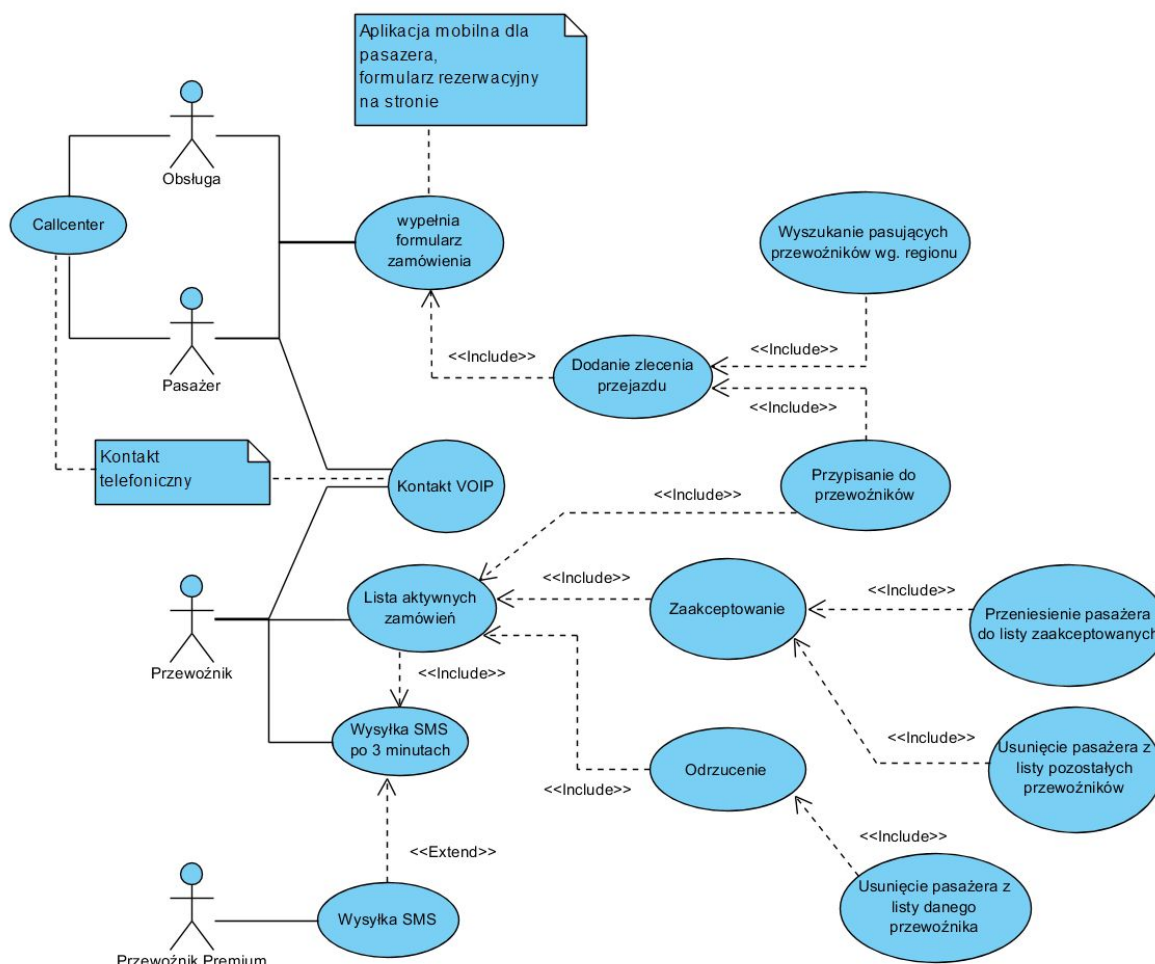 Aplikacja mobilna dla
pasazera,
formularz rezerwacyjny
na stronie
Obsługa
Callcenter
wypełnia
formularz
zamówienia
Wyszukanie pasujących
przewoźników wg. regionu
Pasażer
<<Include>>
Dodanie zlecenia
przejazdu
<<Include>>
<<Include>>
Kontakt
telefoniczny
Kontakt VOIP
Przypisanie do
przewoźników
<<Include>>
Przewoźnik
Lista aktywnych
zamówień
<<Include>>
Zaakceptowanie
<<Include>>
Przeniesienie pasażera
do listy zaakceptowanych
<<Include>>
Wysyłka SMS
po 3 minutach
<<Include>>
Odrzucenie
<<Include>>
Usunięcie pasażera z
listy pozostałych
przewoźników
<<Extend>>
<<Include>>
Przewoźnik Premium
Wysyłka SMS
Usunięcie pasażera z
listy danego
przewoźnika